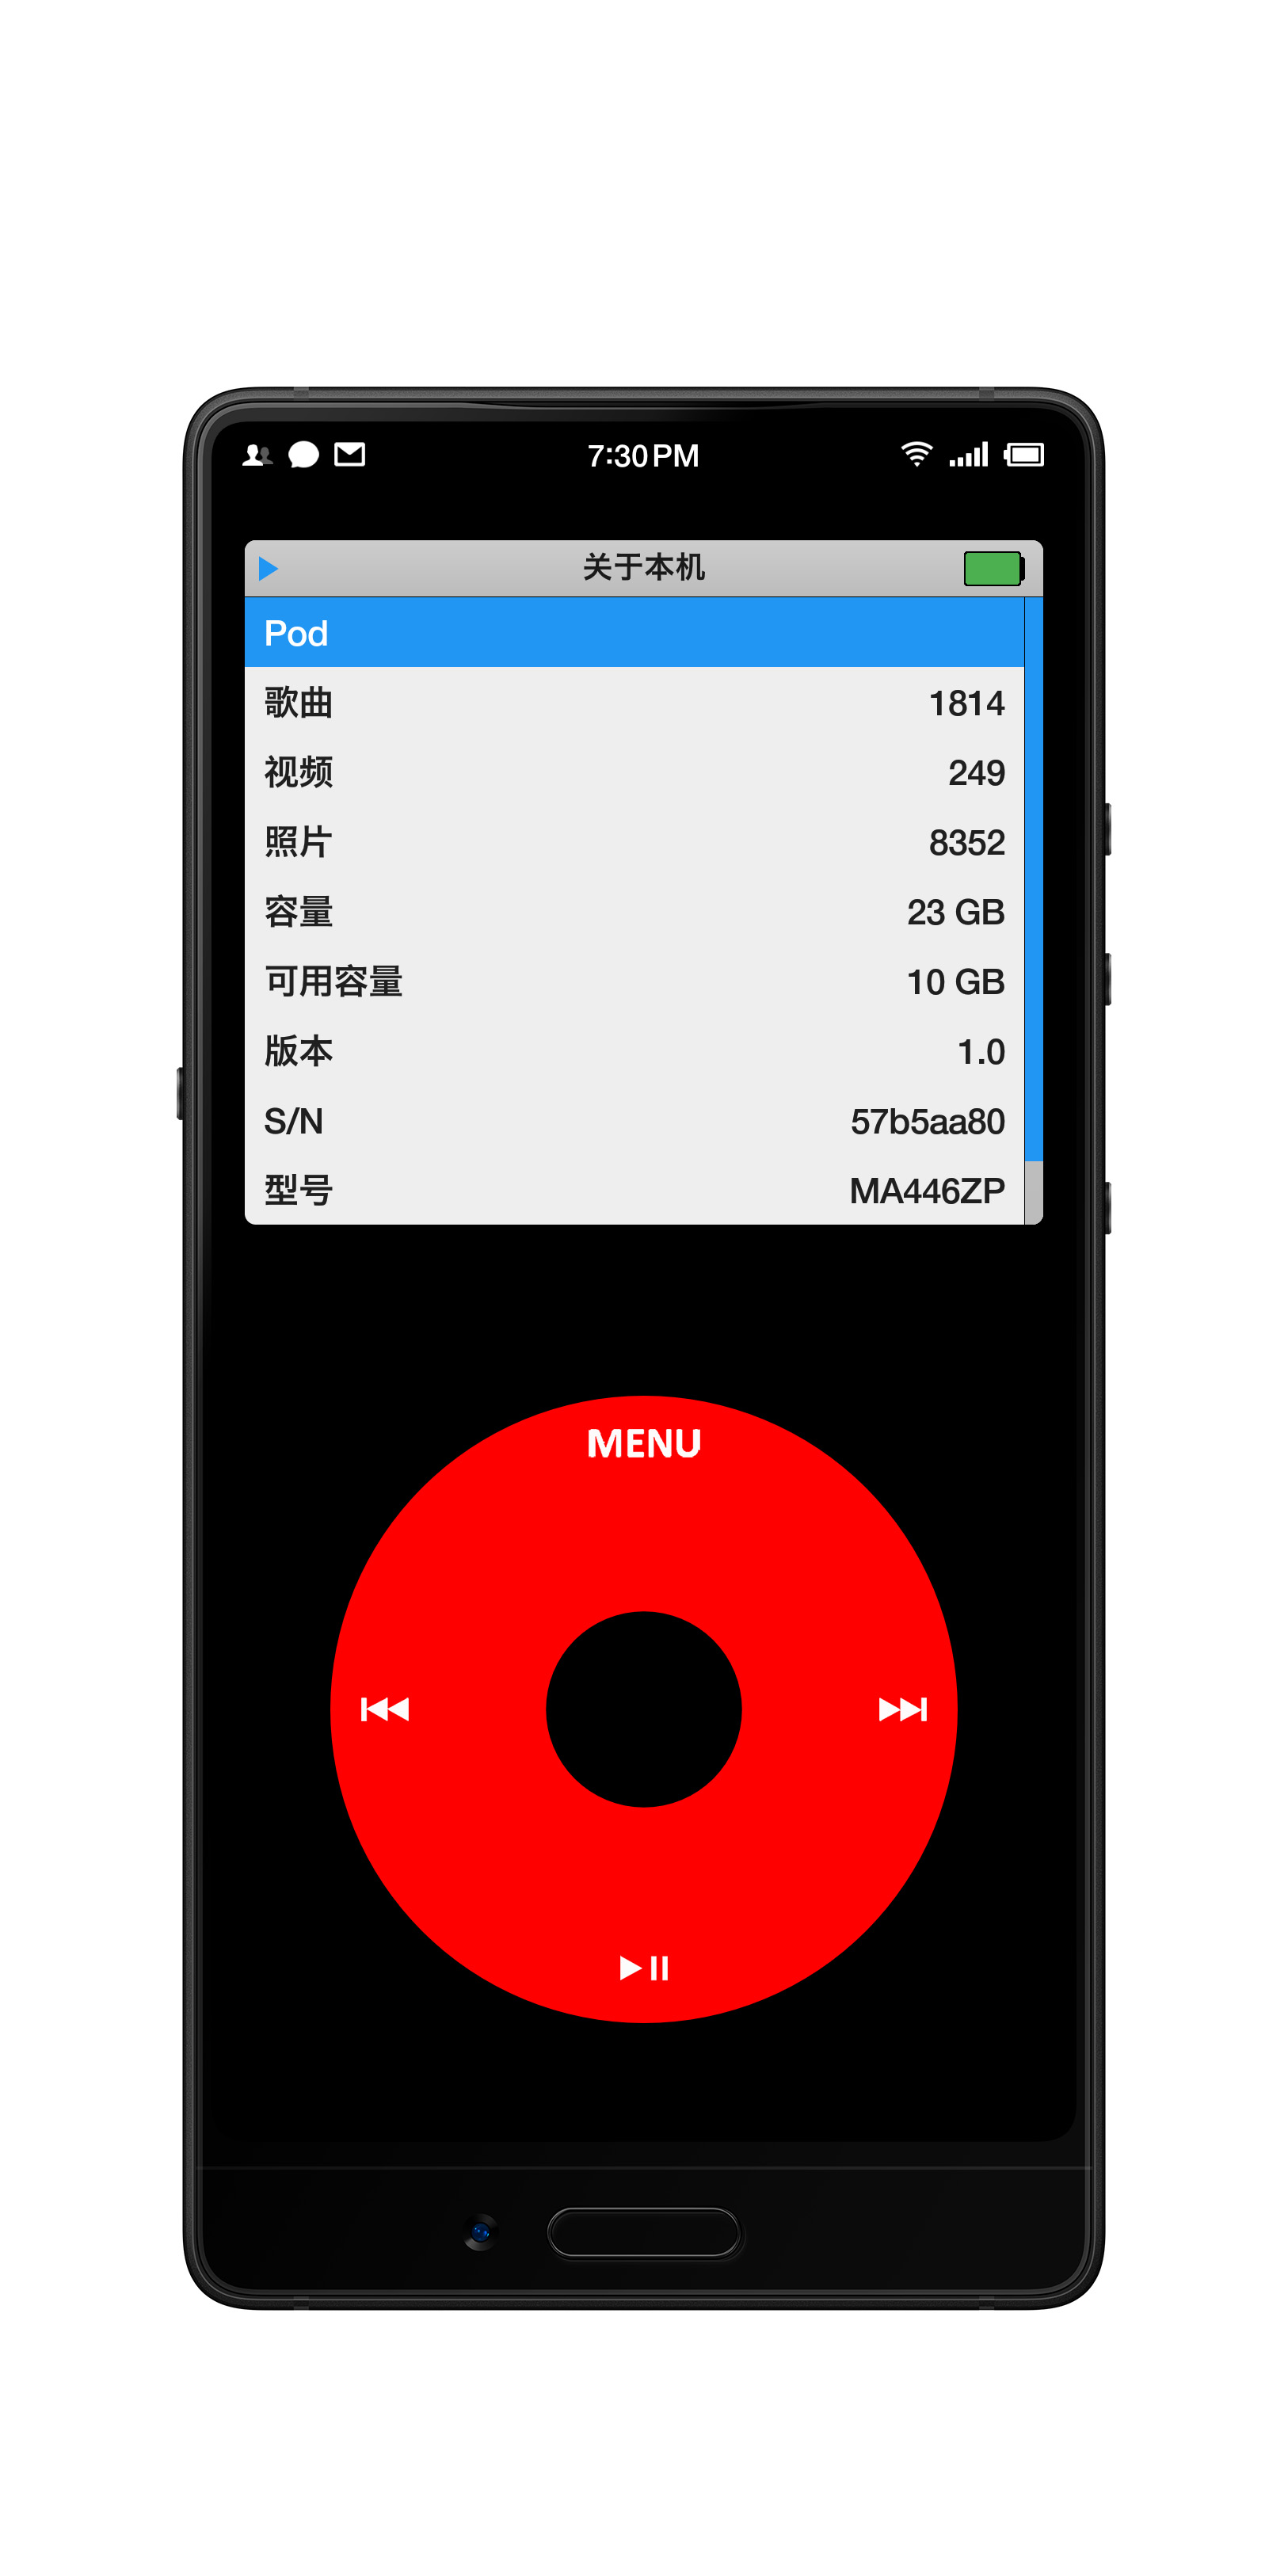 7:30 PM
关于本机
Pod
歌曲 1814
视频 249
照片 8352
容量 23 GB
可用容量 10 GB
版本 1.0
S/N 57b5aa80
型号 MA446ZP
MENU